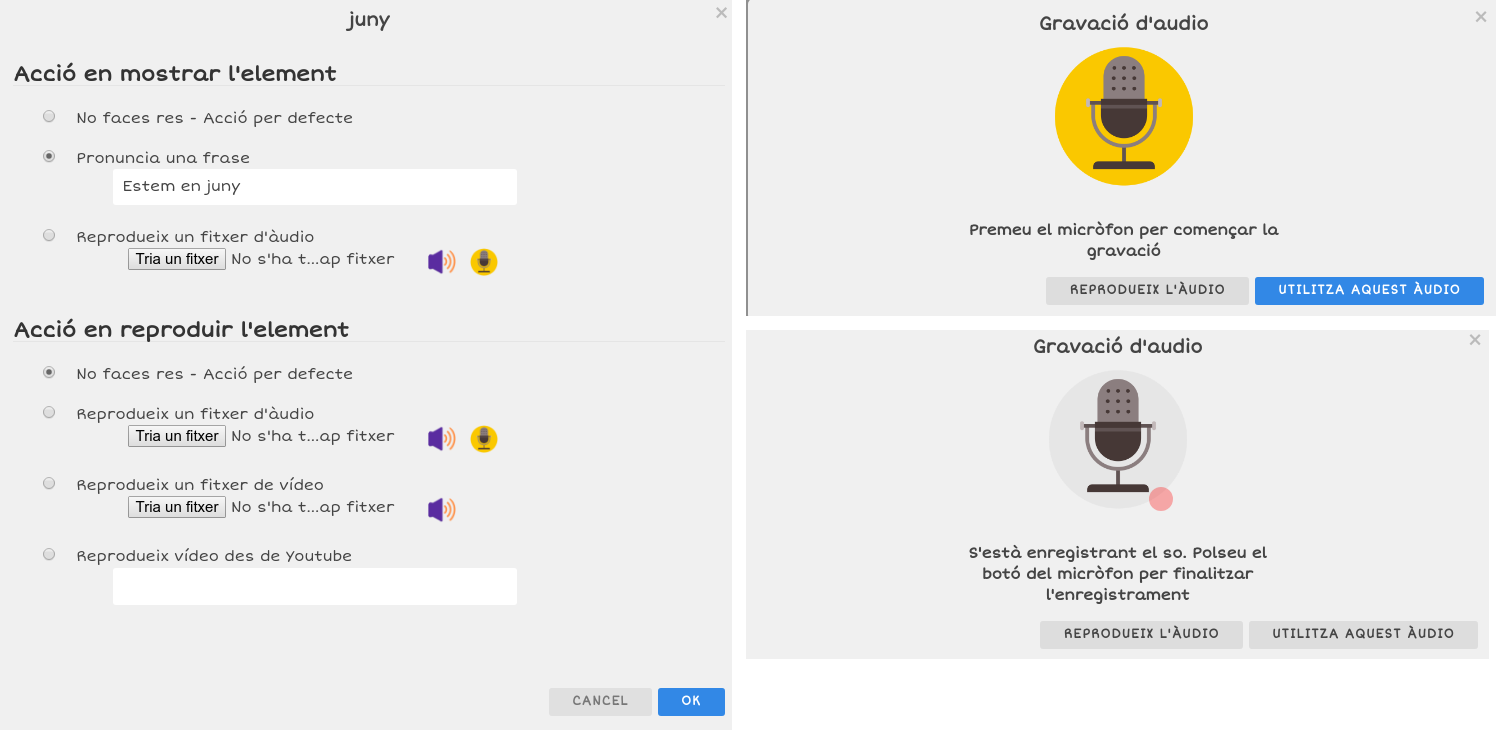 juny
Acció en mostrar l'element
No faces res - Acció per defecte
Pronuncia una frase
Estem en juny
Reprodueix un fitxer d'àudio
Tria un fitxer No s'ha t...ap fitxer
Acció en reproduir l'element
No faces res - Acció per defecte
Reprodueix un fitxer d'àudio
Tria un fitxer No s'ha t...ap fitxer
Reprodueix un fitxer de vídeo
Tria un fitxer No s'ha t...ap fitxer
Reprodueix vídeo des de Youtube
CANCEL OK
Gravació d'audio
Premeu el micròfon per començar la
gravació
REPRODUEIX L'ÀUDIO UTILITZA AQUEST ÀUDIO
Gravació d'audio
S'està enregistrant el so. Polseu el
botó del micròfon per finalitzar
l'enregistrament
REPRODUEIX L'ÀUDIO UTILITZA AQUEST ÀUDIO